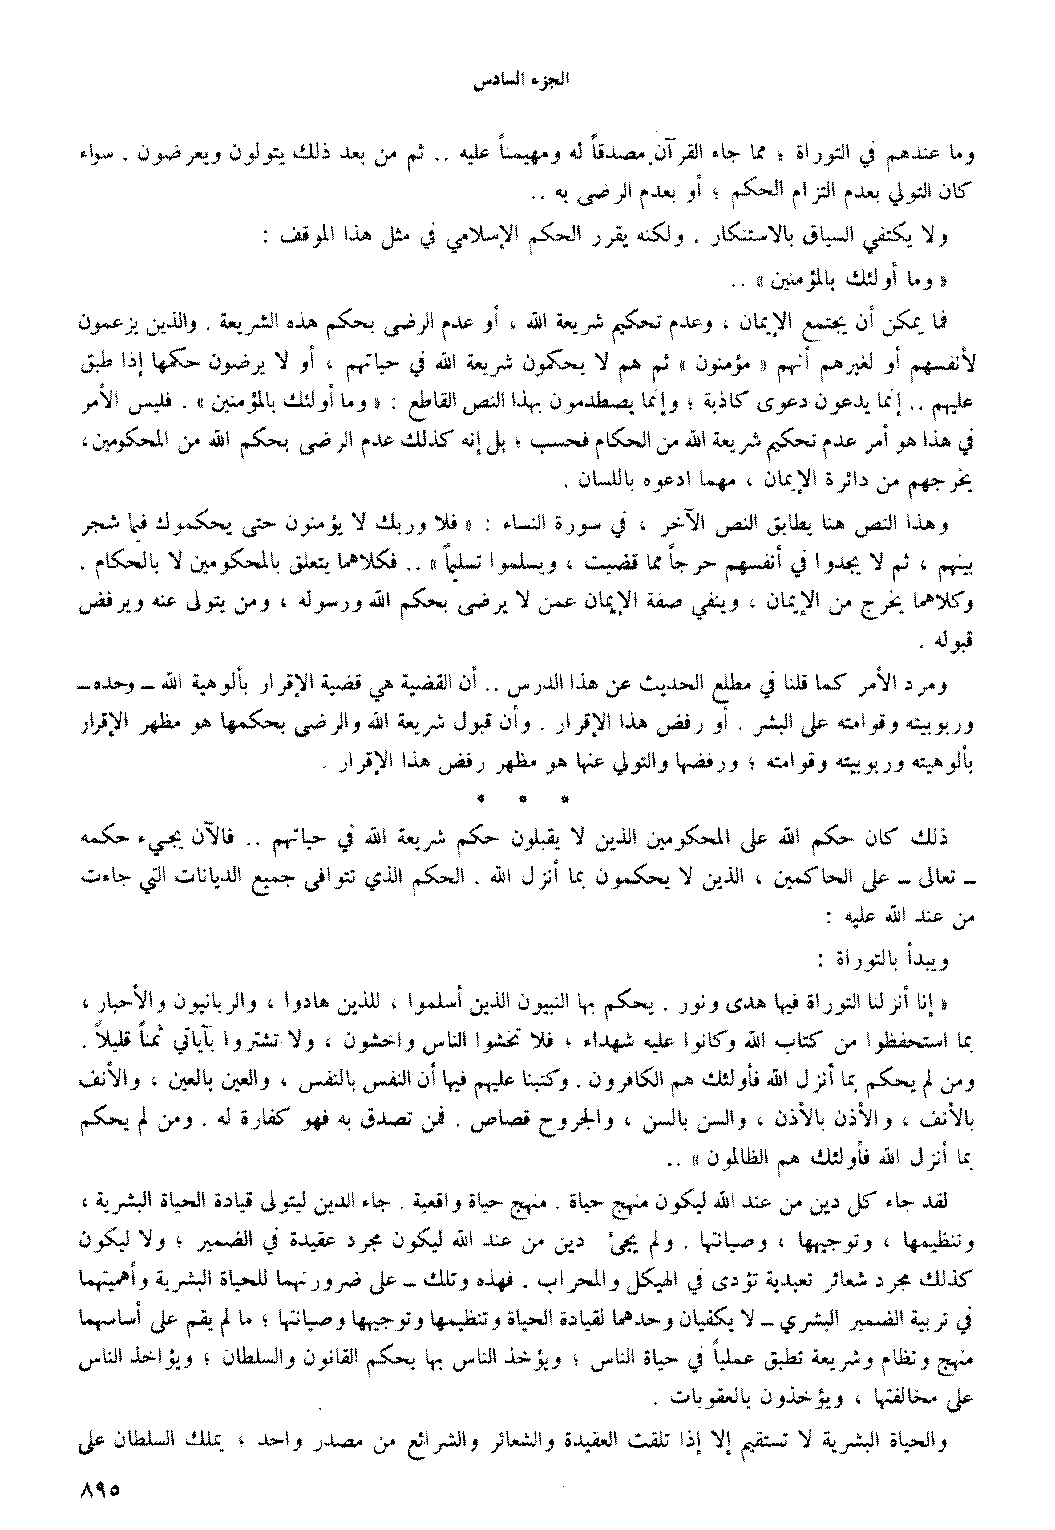 الجزء السادس
وما عندهم في التوراة ؛ مما جاء القرآن مصدقاً له ومهيمناً عليه .. ثم من بعد ذلك يتولون ويعرضون . سواء
كان التولي بعدم التزام الحكم ؛ أو بعدم الرضى به ..
ولا يكتفي السياق بالاستنكار . ولكنه يقرر الحكم الإسلامي في مثل هذا الموقف :
« وما أولئك بالمؤمنين » ..
فما يمكن أن يجتمع الإيمان ، وعدم تحكيم شريعة الله ، أو عدم الرضى بحكم هذه الشريعة . والذين يزعمون
لأنفسهم أو لغيرهم أنهم « مؤمنون » ثم هم لا يحكمون شريعة الله في حياتهم ، أو لا يرضون حكمها إذا طبق
عليهم .. إنما يدعون دعوى كاذبة ؛ وإنما يصطدمون بهذا النص القاطع : « وما أولئك بالمؤمنين » . فليس الأمر
في هذا هو أمر عدم تحكيم شريعة الله من الحكام فحسب ؛ بل إنه كذلك عدم الرضى بحكم الله من المحكومين،
يخرجهم من دائرة الإيمان ، مهما ادعوه باللسان .
وهذا النص هنا يطابق النص الآخر ، في سورة النساء : « فلا وربك لا يؤمنون حتى يحكموك فيما شجر
بينهم ، ثم لا يجدوا في أنفسهم حرجاً مما قضيت ، ويسلموا تسليماً » .. فكلاهما يتعلق بالمحكومين لا بالحكام .
وكلاهما يخرج من الإيمان ، وينفي صفة الإيمان عمن لا يرضى بحكم الله ورسوله ، ومن يتولى عنه ويرفض
قبوله .
ومرد الأمر كما قلنا في مطلع الحديث عن هذا الدرس .. أن القضية هي قضية الإقرار بألوهية الله – وحده–
وربوبيته وقوامته على البشر . أو رفض هذا الإقرار . وأن قبول شريعة الله والرضى بحكمها هو مظهر الإقرار
بألوهيته وربوبيته وقوامته ؛ ورفضها والتولي عنها هو مظهر رفض هذا الإقرار .
* * *
ذلك كان حكم الله على المحكومين الذين لا يقبلون حكم شريعة الله في حياتهم .. فالآن يجيء حكمه
– تعالى – على الحاكمين ، الذين لا يحكمون بما أنزل الله . الحكم الذي تتوافى جميع الديانات التي جاءت
من عند الله عليه :
ويبدأ بالتوراة :
« إنا أنزلنا التوراة فيها هدى ونور . يحكم بها النبيون الذين أسلموا ، للذين هادوا ، والربانيون والأحبار ،
بما استحفظوا من كتاب الله وكانوا عليه شهداء ؛ فلا تخشوا الناس واخشون ، ولا تشتروا بآياتي ثمناً قليلاً .
ومن لم يحكم بما أنزل الله فأولئك هم الكافرون . وكتبنا عليهم فيها أن النفس بالنفس ، والعين بالعين ، والأنف
بالأنف ، والأذن بالأذن ، والسن بالسن ، والجروح قصاص . فمن تصدق به فهو كفارة له . ومن لم يحكم
بما أنزل الله فأولئك هم الظالمون » ..
لقد جاء كل دين من عند الله ليكون منهج حياة . منهج حياة واقعية . جاء الدين ليتولى قيادة الحياة البشرية ،
وتنظيمها ، وتوجيهها ، وصيانتها . ولم يجئ دين من عند الله ليكون مجرد عقيدة في الضمير ؛ ولا ليكون
كذلك مجرد شعائر تعبدية تؤدى في الهيكل والمحراب . فهذه وتلك – على ضرورتهما للحياة البشرية وأهميتهما
في تربية الضمير البشري – لا يكفيان وحدهما لقيادة الحياة وتنظيمها وتوجيهها وصيانتها ؛ ما لم يقم على أساسهما
منهج ونظام وشريعة تطبق عملياً في حياة الناس ؛ ويؤخذ الناس بها بحكم القانون والسلطان ؛ ويؤاخذ الناس
على مخالفتها ، ويؤخذون بالعقوبات .
والحياة البشرية لا تستقيم إلا إذا تلقت العقيدة والشعائر والشرائع من مصدر واحد ؛ يملك السلطان على
٨٩٥